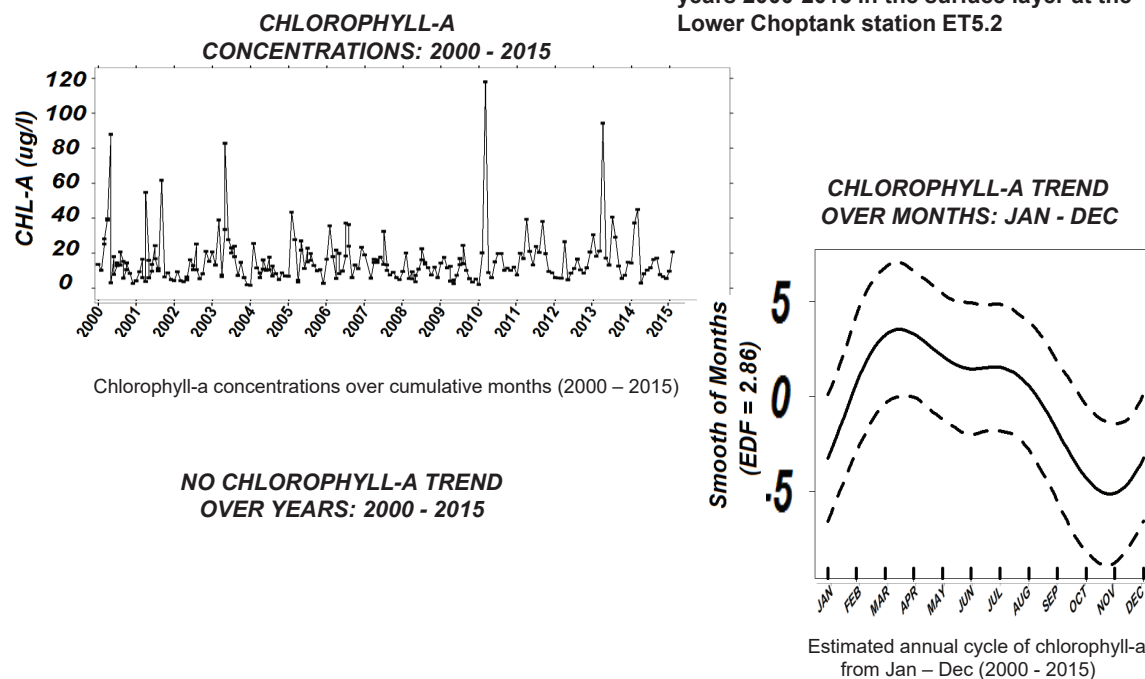 years 2000-2015 in the surface layer at the
Lower Choptank station ET5.2
CHLOROPHYLL-A
CONCENTRATIONS: 2000 - 2015
CHL-A (ug/l)
120
100
80
60
40
20
0
2000
2001
2002
2003
2004
2005
2006
2007
2008
2009
2010
2011
2012
2013
2014
2015
Chlorophyll-a concentrations over cumulative months (2000 – 2015)
NO CHLOROPHYLL-A TREND
OVER YEARS: 2000 - 2015
CHLOROPHYLL-A TREND
OVER MONTHS: JAN - DEC
Smooth of Months
(EDF = 2.86)
5
0
-5
JAN
FEB
MAR
APR
MAY
JUN
JUL
AUG
SEP
OCT
NOV
DEC
Estimated annual cycle of chlorophyll-a
from Jan – Dec (2000 - 2015)